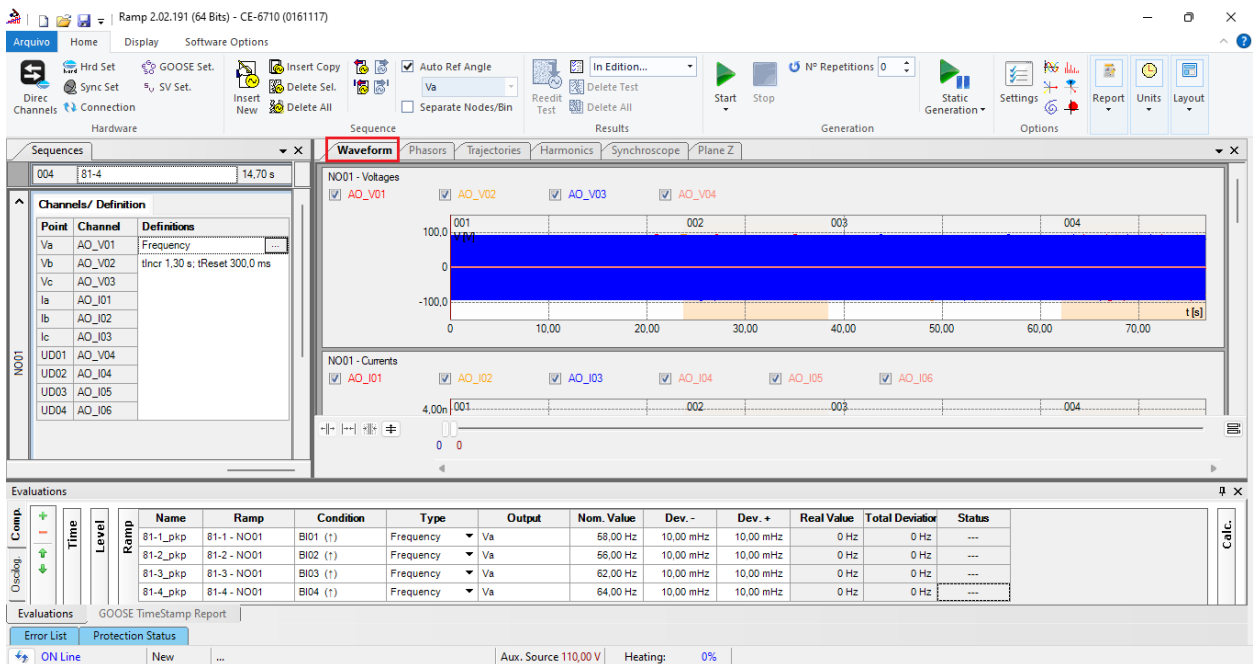 Ramp 2.02.191 (64 Bits) - CE-6710 (0161117)
Arquivo Home Display Software Options
Direc Channels
Hrd Set
Sync Set
Connection
GOOSE Set.
SV Set.
Hardware
Insert New
Insert Copy
Delete Sel.
Delete All
Auto Ref Angle
Va
Separate Nodes/Bin
Sequence
Reedit Test
In Edition...
Delete Test
Delete All
Results
Start
Stop
Nº Repetitions 0
Static Generation
Generation
Settings
Options
Report
Units
Layout
Sequences
004 81-4 14,70 s
Channels/ Definition
Point Channel Definitions
Va AO_V01 Frequency ...
Vb AO_V02 tIncr 1,30 s; tReset 300,0 ms
Vc AO_V03
Ia AO_I01
Ib AO_I02
Ic AO_I03
UD01 AO_V04
UD02 AO_I04
UD03 AO_I05
UD04 AO_I06
NO01
Waveform Phasors Trajectories Harmonics Synchroscope Plane Z
NO01 - Voltages
AO_V01 AO_V02 AO_V03 AO_V04
001 002 003 004
100,0 V [V]
0
-100,0
t [s]
0 10,00 20,00 30,00 40,00 50,00 60,00 70,00
NO01 - Currents
AO_I01 AO_I02 AO_I03 AO_I04 AO_I05 AO_I06
4,00n 001 002 003 004
0 0
Evaluations
Comp.
Oscilog.
Time
Level
Ramp
Name Ramp Condition Type Output Nom. Value Dev. - Dev. + Real Value Total Deviation Status
81-1_pkp 81-1 - NO01 BI01 (↑) Frequency Va 58,00 Hz 10,00 mHz 10,00 mHz 0 Hz 0 Hz ---
81-2_pkp 81-2 - NO01 BI02 (↑) Frequency Va 56,00 Hz 10,00 mHz 10,00 mHz 0 Hz 0 Hz ---
81-3_pkp 81-3 - NO01 BI03 (↑) Frequency Va 62,00 Hz 10,00 mHz 10,00 mHz 0 Hz 0 Hz ---
81-4_pkp 81-4 - NO01 BI04 (↑) Frequency Va 64,00 Hz 10,00 mHz 10,00 mHz 0 Hz 0 Hz ---
Calc.
Evaluations GOOSE TimeStamp Report
Error List Protection Status
ON Line New ... Aux. Source 110,00 V Heating: 0%